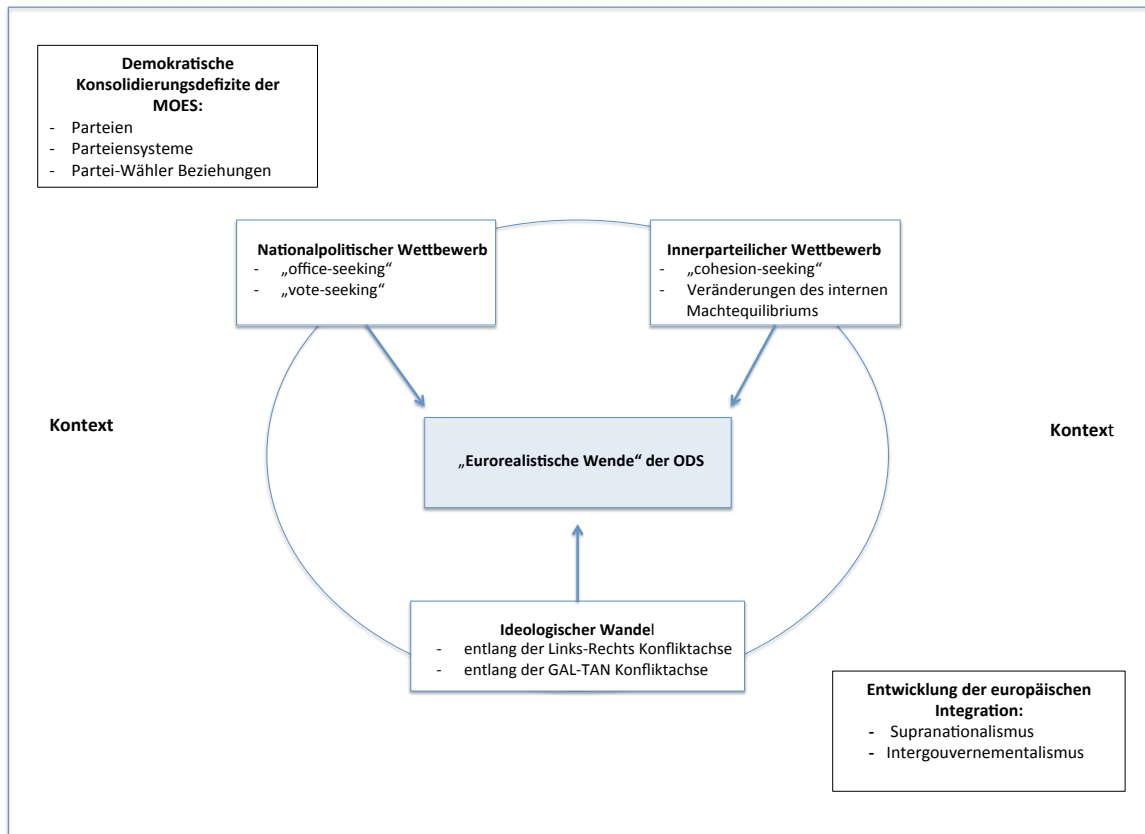 Demokratische
Konsolidierungsdefizite der
MOES:
- Parteien
- Parteiensysteme
- Partei-Wähler Beziehungen
Nationalpolitischer Wettbewerb
- „office-seeking“
- „vote-seeking“
Innerparteilicher Wettbewerb
- „cohesion-seeking“
- Veränderungen des internen
Machtequilibriums
Kontext
Kontext
„Eurorealistische Wende“ der ODS
Ideologischer Wandel
- entlang der Links-Rechts Konfliktachse
- entlang der GAL-TAN Konfliktachse
Entwicklung der europäischen
Integration:
- Supranationalismus
- Intergouvernementalismus